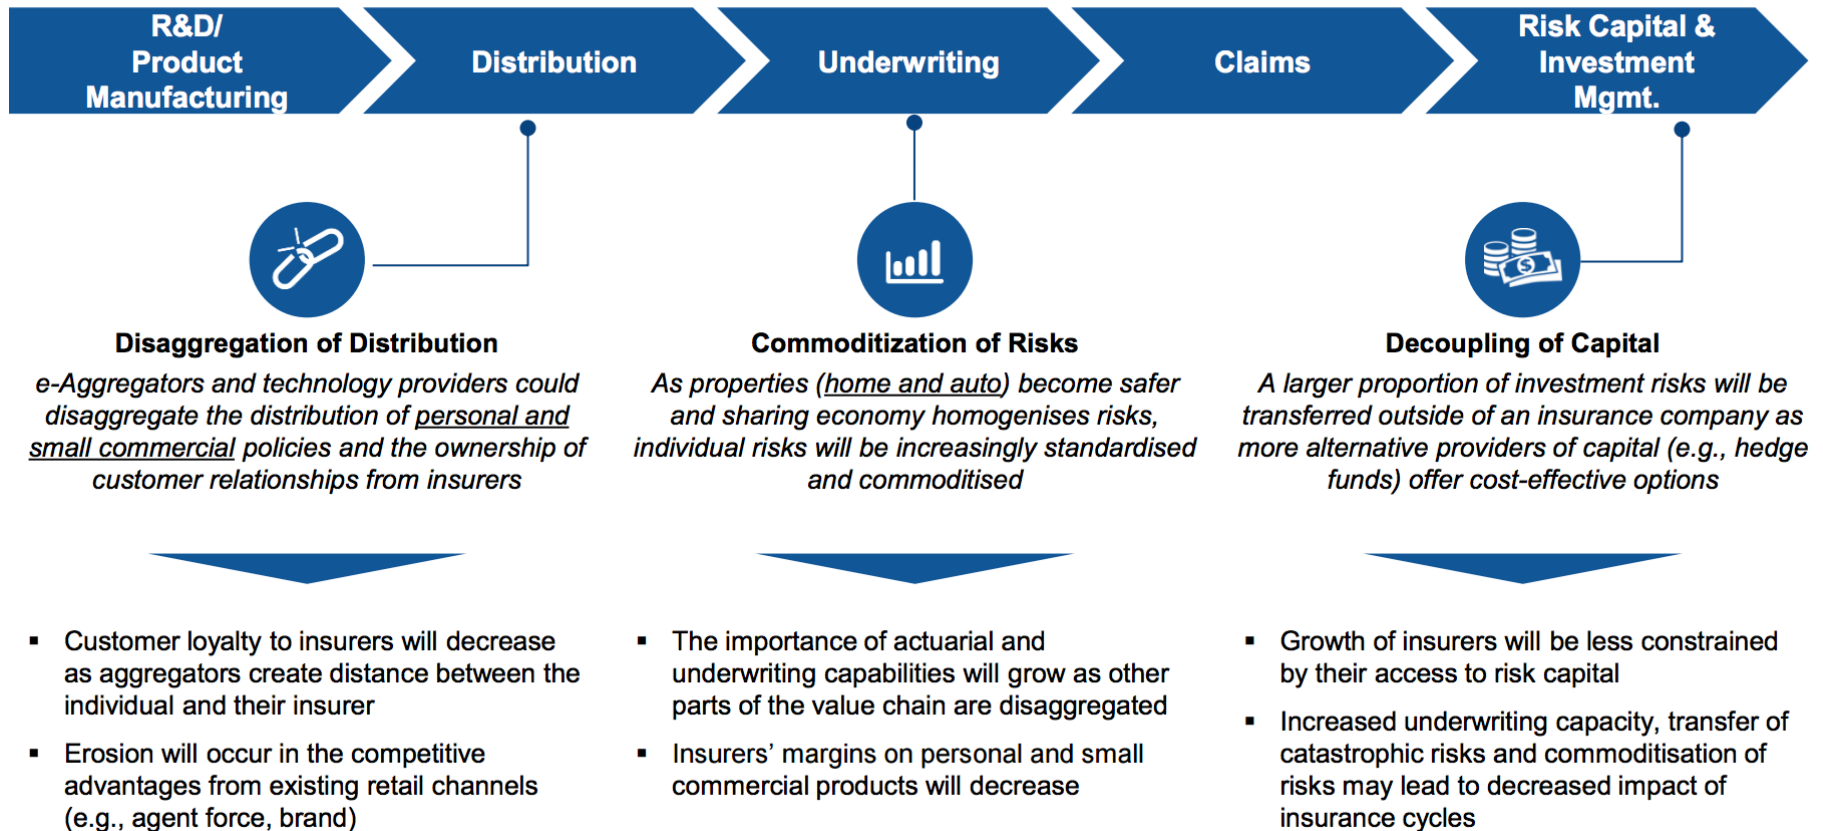 R&D/
Product
Manufacturing
Distribution
Underwriting
Claims
Risk Capital &
Investment
Mgmt.
Disaggregation of Distribution
e-Aggregators and technology providers could
disaggregate the distribution of personal and
small commercial policies and the ownership of
customer relationships from insurers
▪ Customer loyalty to insurers will decrease
as aggregators create distance between the
individual and their insurer
▪ Erosion will occur in the competitive
advantages from existing retail channels
(e.g., agent force, brand)
Commoditization of Risks
As properties (home and auto) become safer
and sharing economy homogenises risks,
individual risks will be increasingly standardised
and commoditised
▪ The importance of actuarial and
underwriting capabilities will grow as other
parts of the value chain are disaggregated
▪ Insurers’ margins on personal and small
commercial products will decrease
$
Decoupling of Capital
A larger proportion of investment risks will be
transferred outside of an insurance company as
more alternative providers of capital (e.g., hedge
funds) offer cost-effective options
▪ Growth of insurers will be less constrained
by their access to risk capital
▪ Increased underwriting capacity, transfer of
catastrophic risks and commoditisation of
risks may lead to decreased impact of
insurance cycles